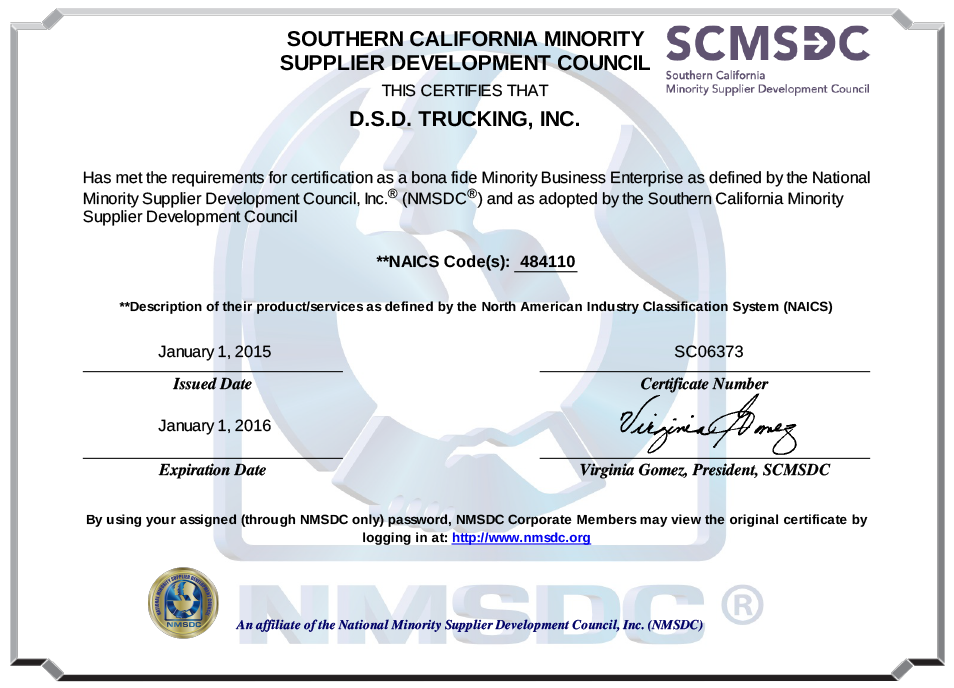 SOUTHERN CALIFORNIA MINORITY
SUPPLIER DEVELOPMENT COUNCIL
SCMSDC
Southern California
Minority Supplier Development Council
THIS CERTIFIES THAT
D.S.D. TRUCKING, INC.
Has met the requirements for certification as a bona fide Minority Business Enterprise as defined by the National
Minority Supplier Development Council, Inc.® (NMSDC®) and as adopted by the Southern California Minority
Supplier Development Council
**NAICS Code(s): 484110
**Description of their product/services as defined by the North American Industry Classification System (NAICS)
January 1, 2015
Issued Date
SC06373
Certificate Number
January 1, 2016
Expiration Date
Virginia Gomez
Virginia Gomez, President, SCMSDC
By using your assigned (through NMSDC only) password, NMSDC Corporate Members may view the original certificate by
logging in at: http://www.nmsdc.org
NATIONAL MINORITY SUPPLIER DEVELOPMENT COUNCIL
NMSDC
NMSDC®
An affiliate of the National Minority Supplier Development Council, Inc. (NMSDC)